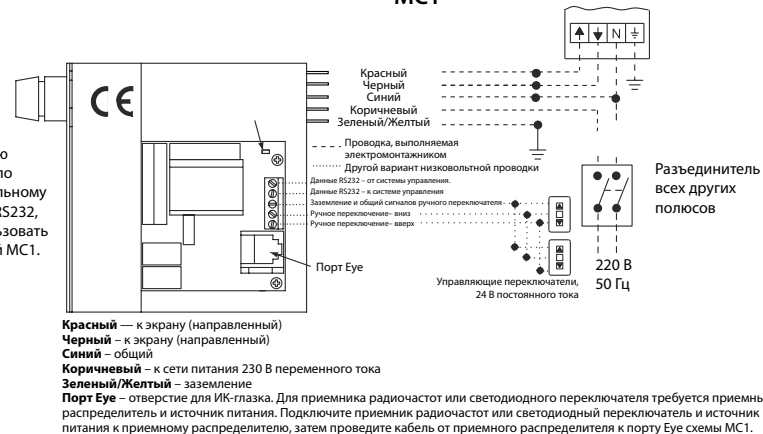 MC1
N
Красный
Черный
Синий
Коричневый
Зеленый/Желтый
CE
Проводка, выполняемая
электромонтажником
Другой вариант низковольтной проводки
Данные RS232 – от системы управления.
Данные RS232 – к системе управления
Заземление и общий сигналов ручного переключателя
Ручное переключение– вниз
Ручное переключение– вверх
Порт Eye
Управляющие переключатели,
24 В постоянного тока
Разъединитель
всех других
полюсов
220 В
50 Гц
ю
по
льному
RS232,
ьзовать
й MC1.
Красный — к экрану (направленный)
Черный – к экрану (направленный)
Синий – общий
Коричневый – к сети питания 230 В переменного тока
Зеленый/Желтый – заземление
Порт Eye – отверстие для ИК-глазка. Для приемника радиочастот или светодиодного переключателя требуется приемн
распределитель и источник питания. Подключите приемник радиочастот или светодиодный переключатель и источник
питания к приемному распределителю, затем проведите кабель от приемного распределителя к порту Eye схемы MC1.